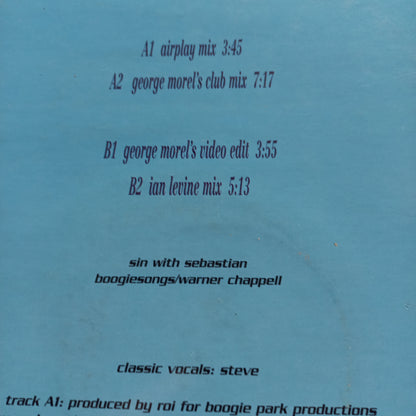 A1 airplay mix 3:45
A2 george morel's club mix 7:17
B1 george morel's video edit 3:55
B2 ian levine mix 5:13
sin with sebastian
boogiesongs/warner chappell
classic vocals: steve
track A1: produced by roi for boogie park productions